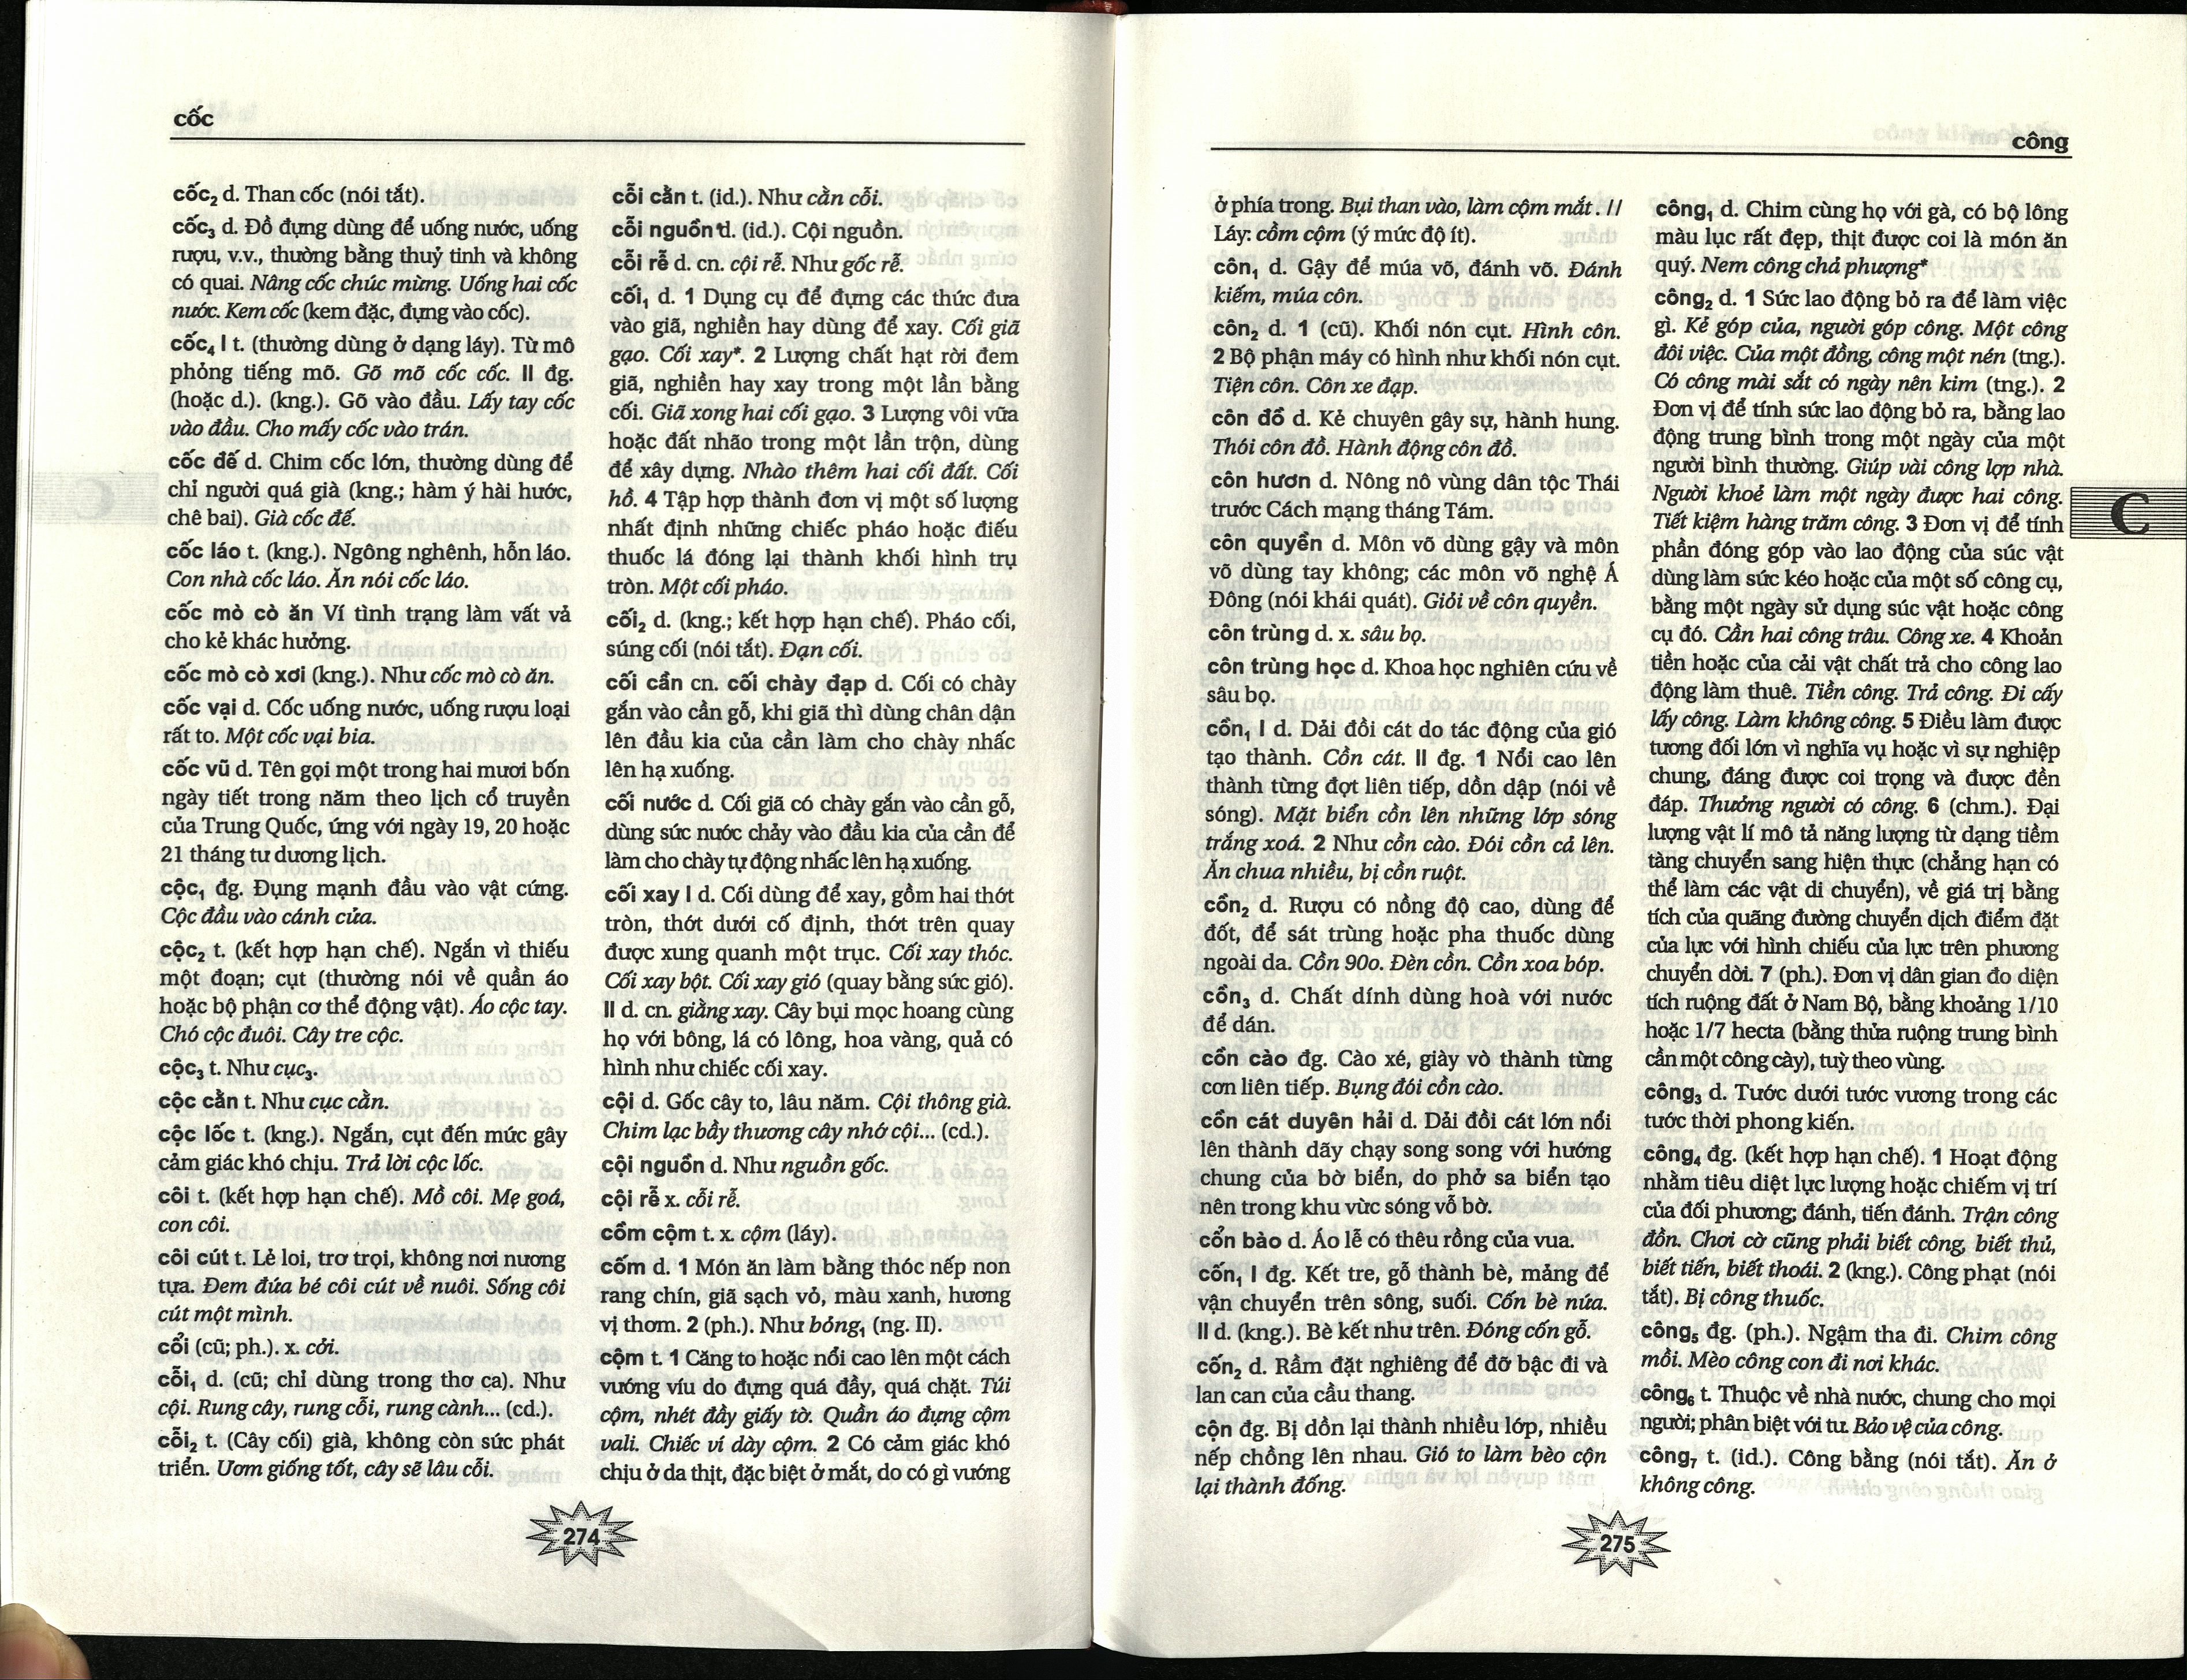 cốc
cốc₂ d. Than cốc (nói tắt).
cốc₃ d. Đồ đựng dùng để uống nước, uống
rượu, v.v., thường bằng thuỷ tinh và không
có quai. Nâng cốc chúc mừng. Uống hai cốc
nước. Kem cốc (kem đặc, đựng vào cốc).
cốc₄ I t. (thường dùng ở dạng láy). Từ mô
phỏng tiếng mõ. Gõ mõ cốc cốc. II đg.
(hoặc d.). (kng.). Gõ vào đầu. Lấy tay cốc
vào đầu. Cho mấy cốc vào trán.
cốc đế d. Chim cốc lớn, thường dùng để
chỉ người quá già (kng.; hàm ý hài hước,
chê bai). Già cốc đế.
cốc láo t. (kng.). Ngông nghênh, hỗn láo.
Con nhà cốc láo. Ăn nói cốc láo.
cốc mò cò ăn Ví tình trạng làm vất vả
cho kẻ khác hưởng.
cốc mò cò xơi (kng.). Như cốc mò cò ăn.
cốc vại d. Cốc uống nước, uống rượu loại
rất to. Một cốc vại bia.
cốc vũ d. Tên gọi một trong hai mươi bốn
ngày tiết trong năm theo lịch cổ truyền
của Trung Quốc, ứng với ngày 19, 20 hoặc
21 tháng tư dương lịch.
cộc₁ đg. Đụng mạnh đầu vào vật cứng.
Cộc đầu vào cánh cửa.
cộc₂ t. (kết hợp hạn chế). Ngắn vì thiếu
một đoạn; cụt (thường nói về quần áo
hoặc bộ phận cơ thể động vật). Áo cộc tay.
Chó cộc đuôi. Cây tre cộc.
cộc₃ t. Như cục₃.
cộc cằn t. Như cục cằn.
cộc lốc t. (kng.). Ngắn, cụt đến mức gây
cảm giác khó chịu. Trả lời cộc lốc.
côi t. (kết hợp hạn chế). Mồ côi. Mẹ goá,
con côi.
côi cút t. Lẻ loi, trơ trọi, không nơi nương
tựa. Đem đứa bé côi cút về nuôi. Sống côi
cút một mình.
cổi (cũ; ph.). x. cởi.
cỗi₁ d. (cũ; chỉ dùng trong thơ ca). Như
cội. Rung cây, rung cỗi, rung cành... (cd.).
cỗi₂ t. (Cây cối) già, không còn sức phát
triển. Ươm giống tốt, cây sẽ lâu cỗi.
cỗi cằn t. (id.). Như cằn cỗi.
cỗi nguồn d. (id.). Cội nguồn.
cỗi rễ d. cn. cội rễ. Như gốc rễ.
cối₁ d. 1 Dụng cụ để đựng các thức đưa
vào giã, nghiền hay dùng để xay. Cối giã
gạo. Cối xay*. 2 Lượng chất hạt rời đem
giã, nghiền hay xay trong một lần bằng
cối. Giã xong hai cối gạo. 3 Lượng vôi vữa
hoặc đất nhão trong một lần trộn, dùng
để xây dựng. Nhào thêm hai cối đất. Cối
hồ. 4 Tập hợp thành đơn vị một số lượng
nhất định những chiếc pháo hoặc điếu
thuốc lá đóng lại thành khối hình trụ
tròn. Một cối pháo.
cối₂ d. (kng.; kết hợp hạn chế). Pháo cối,
súng cối (nói tắt). Đạn cối.
cối cần cn. cối chày đạp d. Cối có chày
gắn vào cần gỗ, khi giã thì dùng chân dận
lên đầu kia của cần làm cho chày nhấc
lên hạ xuống.
cối nước d. Cối giã có chày gắn vào cần gỗ,
dùng sức nước chảy vào đầu kia của cần để
làm cho chày tự động nhấc lên hạ xuống.
cối xay I d. Cối dùng để xay, gồm hai thớt
tròn, thớt dưới cố định, thớt trên quay
được xung quanh một trục. Cối xay thóc.
Cối xay bột. Cối xay gió (quay bằng sức gió).
II d. cn. giằng xay. Cây bụi mọc hoang cùng
họ với bông, lá có lông, hoa vàng, quả có
hình như chiếc cối xay.
cội d. Gốc cây to, lâu năm. Cội thông già.
Chim lạc bầy thương cây nhớ cội... (cd.).
cội nguồn d. Như nguồn gốc.
cội rễ x. cỗi rễ.
cồm cộm t. x. cộm (láy).
cốm d. 1 Món ăn làm bằng thóc nếp non
rang chín, giã sạch vỏ, màu xanh, hương
vị thơm. 2 (ph.). Như bỏng₁ (ng. II).
cộm t. 1 Căng to hoặc nổi cao lên một cách
vướng víu do đựng quá đầy, quá chặt. Túi
cộm, nhét đầy giấy tờ. Quần áo đựng cộm
vali. Chiếc ví dày cộm. 2 Có cảm giác khó
chịu ở da thịt, đặc biệt ở mắt, do có gì vướng
274
công
ở phía trong. Bụi than vào, làm cộm mắt . //
Láy: cồm cộm (ý mức độ ít).
côn₁ d. Gậy để múa võ, đánh võ. Đánh
kiếm, múa côn.
côn₂ d. 1 (cũ). Khối nón cụt. Hình côn.
2 Bộ phận máy có hình như khối nón cụt.
Tiện côn. Côn xe đạp.
côn đồ d. Kẻ chuyên gây sự, hành hung.
Thói côn đồ. Hành động côn đồ.
côn hươn d. Nông nô vùng dân tộc Thái
trước Cách mạng tháng Tám.
côn quyền d. Môn võ dùng gậy và môn
võ dùng tay không; các môn võ nghệ Á
Đông (nói khái quát). Giỏi về côn quyền.
côn trùng d. x. sâu bọ.
côn trùng học d. Khoa học nghiên cứu về
sâu bọ.
cồn₁ I d. Dải đồi cát do tác động của gió
tạo thành. Cồn cát. II đg. 1 Nổi cao lên
thành từng đợt liên tiếp, dồn dập (nói về
sóng). Mặt biển cồn lên những lớp sóng
trắng xoá. 2 Như cồn cào. Đói cồn cả lên.
Ăn chua nhiều, bị cồn ruột.
cồn₂ d. Rượu có nồng độ cao, dùng để
đốt, để sát trùng hoặc pha thuốc dùng
ngoài da. Cồn 90o. Đèn cồn. Cồn xoa bóp.
cồn₃ d. Chất dính dùng hoà với nước
để dán.
cồn cào đg. Cào xé, giày vò thành từng
cơn liên tiếp. Bụng đói cồn cào.
cồn cát duyên hải d. Dải đồi cát lớn nổi
lên thành dãy chạy song song với hướng
chung của bờ biển, do phở sa biển tạo
nên trong khu vức sóng vỗ bờ.
cổn bào d. Áo lễ có thêu rồng của vua.
cốn₁ I đg. Kết tre, gỗ thành bè, mảng để
vận chuyển trên sông, suối. Cốn bè nứa.
II d. (kng.). Bè kết như trên. Đóng cốn gỗ.
cốn₂ d. Rầm đặt nghiêng để đỡ bậc đi và
lan can của cầu thang.
cộn đg. Bị dồn lại thành nhiều lớp, nhiều
nếp chồng lên nhau. Gió to làm bèo cộn
lại thành đống.
công₁ d. Chim cùng họ với gà, có bộ lông
màu lục rất đẹp, thịt được coi là món ăn
quý. Nem công chả phượng*
công₂ d. 1 Sức lao động bỏ ra để làm việc
gì. Kẻ góp của, người góp công. Một công
đôi việc. Của một đồng, công một nén (tng.).
Có công mài sắt có ngày nên kim (tng.). 2
Đơn vị để tính sức lao động bỏ ra, bằng lao
động trung bình trong một ngày của một
người bình thường. Giúp vài công lợp nhà.
Người khoẻ làm một ngày được hai công.
Tiết kiệm hàng trăm công. 3 Đơn vị để tính
phần đóng góp vào lao động của súc vật
dùng làm sức kéo hoặc của một số công cụ,
bằng một ngày sử dụng súc vật hoặc công
cụ đó. Cần hai công trâu. Công xe. 4 Khoản
tiền hoặc của cải vật chất trả cho công lao
động làm thuê. Tiền công. Trả công. Đi cấy
lấy công. Làm không công. 5 Điều làm được
tương đối lớn vì nghĩa vụ hoặc vì sự nghiệp
chung, đáng được coi trọng và được đền
đáp. Thưởng người có công. 6 (chm.). Đại
lượng vật lí mô tả năng lượng từ dạng tiềm
tàng chuyển sang hiện thực (chẳng hạn có
thể làm các vật di chuyển), về giá trị bằng
tích của quãng đường chuyển dịch điểm đặt
của lực với hình chiếu của lực trên phương
chuyển dời. 7 (ph.). Đơn vị dân gian đo diện
tích ruộng đất ở Nam Bộ, bằng khoảng 1/10
hoặc 1/7 hecta (bằng thửa ruộng trung bình
cần một công cày), tuỳ theo vùng.
công₃ d. Tước dưới tước vương trong các
tước thời phong kiến.
công₄ đg. (kết hợp hạn chế). 1 Hoạt động
nhằm tiêu diệt lực lượng hoặc chiếm vị trí
của đối phương; đánh, tiến đánh. Trận công
đồn. Chơi cờ cũng phải biết công, biết thủ,
biết tiến, biết thoái. 2 (kng.). Công phạt (nói
tắt). Bị công thuốc.
công₅ đg. (ph.). Ngậm tha đi. Chim công
mồi. Mèo công con đi nơi khác.
công₆ t. Thuộc về nhà nước, chung cho mọi
người; phân biệt với tư. Bảo vệ của công.
công₇ t. (id.). Công bằng (nói tắt). Ăn ở
không công.
C
275